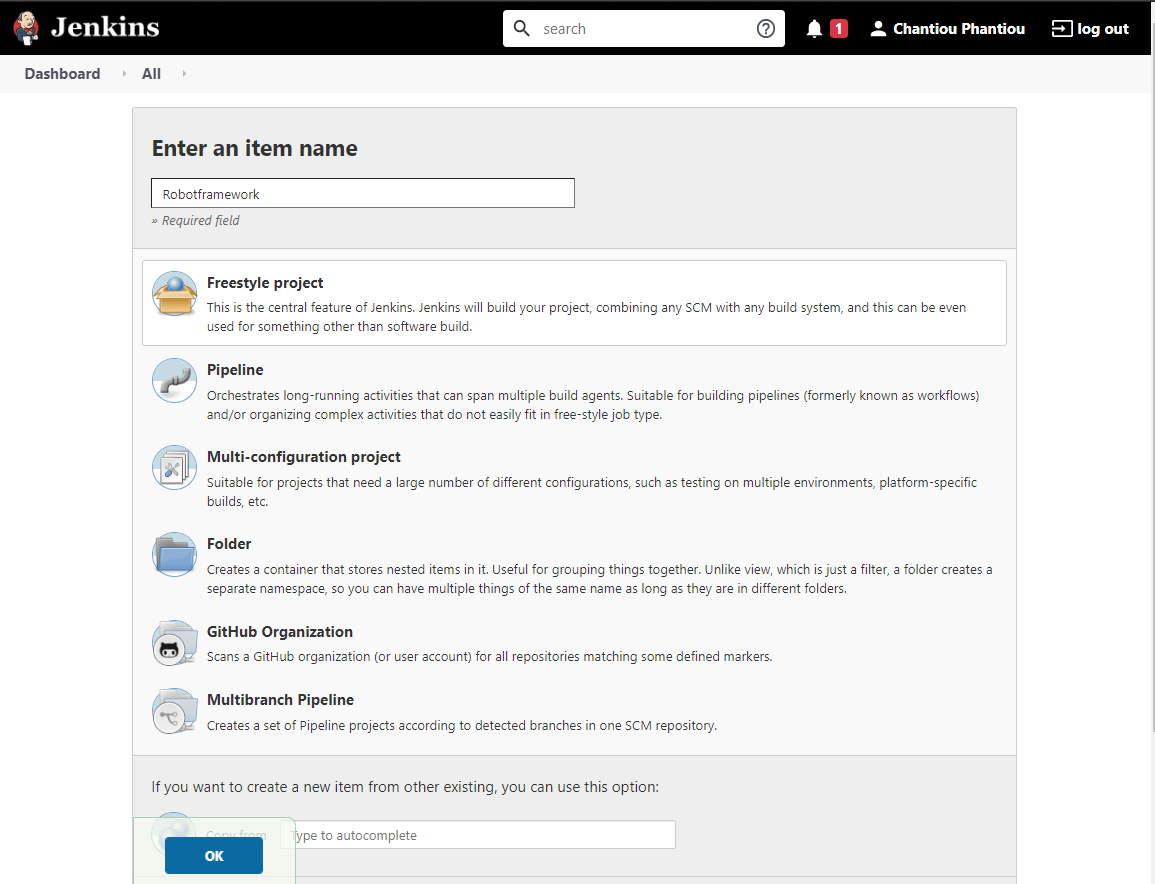 Jenkins
search
1
Chantiou Phantiou
log out
Dashboard
All
Enter an item name
Robotframework
» Required field
Freestyle project
This is the central feature of Jenkins. Jenkins will build your project, combining any SCM with any build system, and this can be even
used for something other than software build.
Pipeline
Orchestrates long-running activities that can span multiple build agents. Suitable for building pipelines (formerly known as workflows)
and/or organizing complex activities that do not easily fit in free-style job type.
Multi-configuration project
Suitable for projects that need a large number of different configurations, such as testing on multiple environments, platform-specific
builds, etc.
Folder
Creates a container that stores nested items in it. Useful for grouping things together. Unlike view, which is just a filter, a folder creates a
separate namespace, so you can have multiple things of the same name as long as they are in different folders.
GitHub Organization
Scans a GitHub organization (or user account) for all repositories matching some defined markers.
Multibranch Pipeline
Creates a set of Pipeline projects according to detected branches in one SCM repository.
If you want to create a new item from other existing, you can use this option:
Copy from
Type to autocomplete
OK